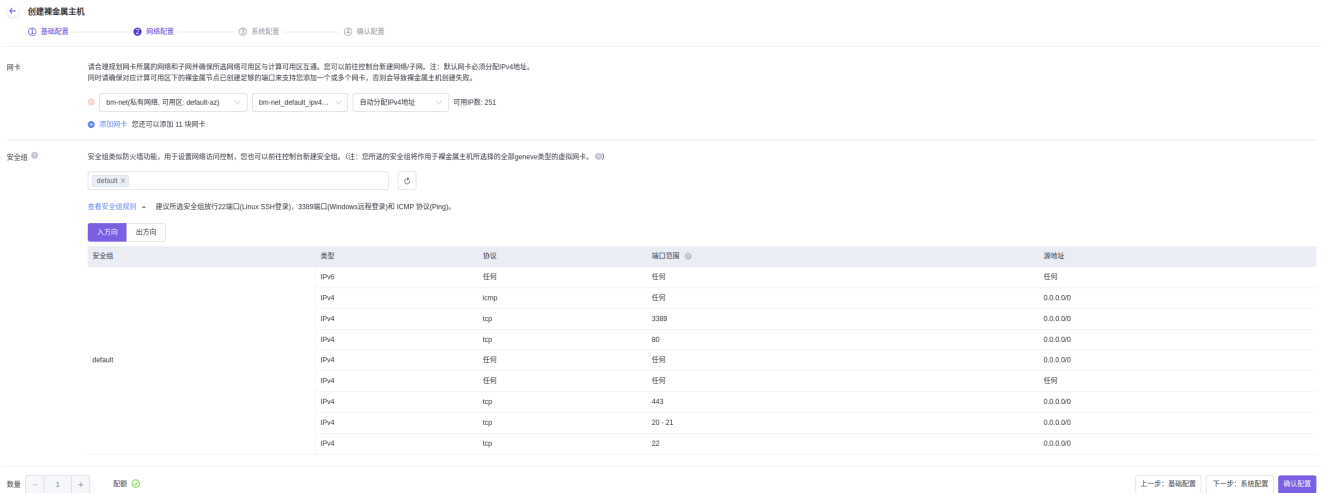 创建裸金属主机
1 基础配置 2 网络配置 3 系统配置 4 确认配置
网卡
请合理规划网卡所属的网络和子网并确保所选网络可用区与计算可用区互通。您可以前往控制台新建网络/子网。注：默认网卡必须分配IPv4地址。
同时请确保对应计算可用区下的裸金属节点已创建足够的端口来支持您添加一个或多个网卡，否则会导致裸金属主机创建失败。
bm-net(私有网络, 可用区: default-az) bm-net_default_ipv4... 自动分配IPv4地址 可用IP数: 251
添加网卡 您还可以添加 11 块网卡
安全组
安全组类似防火墙功能，用于设置网络访问控制，您也可以前往控制台新建安全组。（注：您所选的安全组将作用于裸金属主机所选择的全部geneve类型的虚拟网卡。）
default ×
查看安全组规则 建议所选安全组放行22端口(Linux SSH登录)，3389端口(Windows远程登录)和 ICMP 协议(Ping)。
入方向 出方向
安全组 类型 协议 端口范围 源地址
IPv6 任何 任何 任何
IPv4 icmp 任何 0.0.0.0/0
IPv4 tcp 3389 0.0.0.0/0
IPv4 tcp 80 0.0.0.0/0
default IPv4 任何 任何 0.0.0.0/0
IPv4 任何 任何 任何
IPv4 tcp 443 0.0.0.0/0
IPv4 tcp 20 - 21 0.0.0.0/0
IPv4 tcp 22 0.0.0.0/0
数量 − 1 + 配额 上一步：基础配置 下一步：系统配置 确认配置